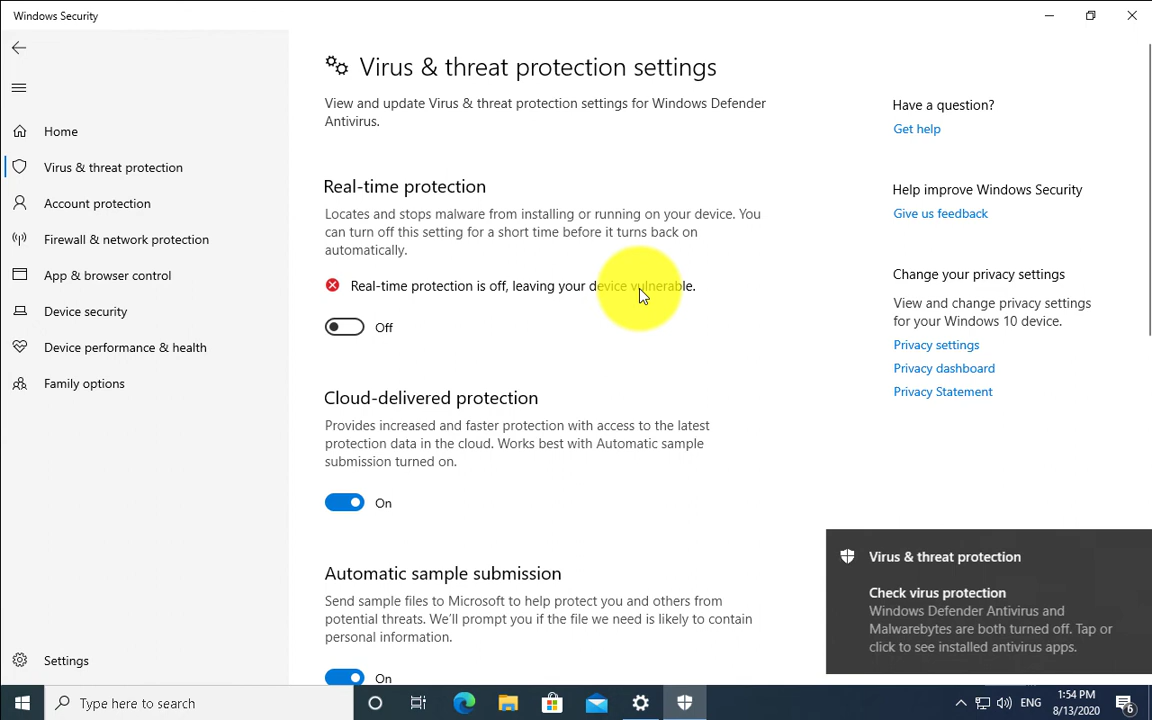 Windows Security
Home
Virus & threat protection
Account protection
Firewall & network protection
App & browser control
Device security
Device performance & health
Family options
Settings
Virus & threat protection settings
View and update Virus & threat protection settings for Windows Defender
Antivirus.
Real-time protection
Locates and stops malware from installing or running on your device. You
can turn off this setting for a short time before it turns back on
automatically.
Real-time protection is off, leaving your device vulnerable.
Off
Cloud-delivered protection
Provides increased and faster protection with access to the latest
protection data in the cloud. Works best with Automatic sample
submission turned on.
On
Automatic sample submission
Send sample files to Microsoft to help protect you and others from
potential threats. We'll prompt you if the file we need is likely to contain
personal information.
On
Have a question?
Get help
Help improve Windows Security
Give us feedback
Change your privacy settings
View and change privacy settings
for your Windows 10 device.
Privacy settings
Privacy dashboard
Privacy Statement
Virus & threat protection
Check virus protection
Windows Defender Antivirus and
Malwarebytes are both turned off. Tap or
click to see installed antivirus apps.
Type here to search
ENG
1:54 PM
8/13/2020
6